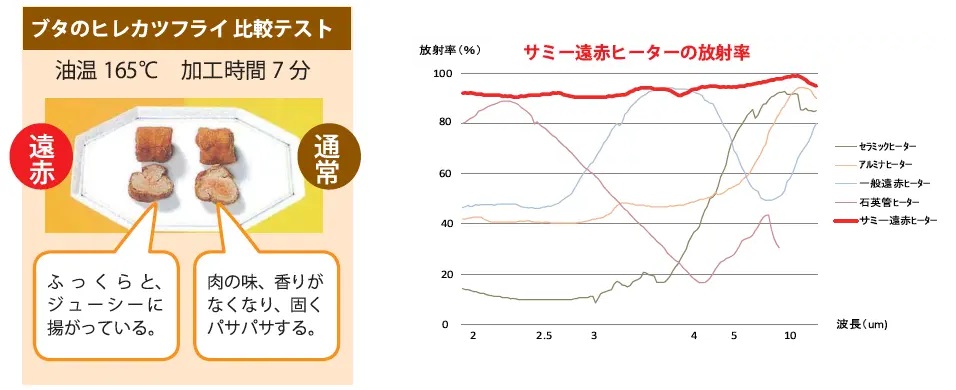 ブタのヒレカツフライ 比較テスト
油温 165℃　加工時間 7 分
遠赤
通常
ふっくらと、
ジューシーに
揚がっている。
肉の味、香りが
なくなり、固く
パサパサする。
放射率(%)
サミー遠赤ヒーターの放射率
100
80
60
40
20
0
2
2.5
3
4
5
10
波長(um)
セラミックヒーター
アルミナヒーター
一般遠赤ヒーター
石英管ヒーター
サミー遠赤ヒーター